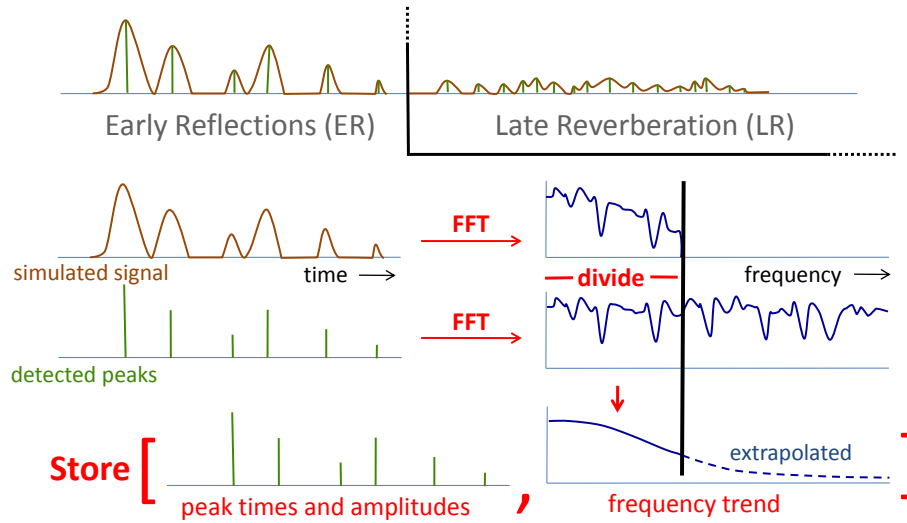 Early Reflections (ER)
Late Reverberation (LR)
FFT
simulated signal
time
divide
frequency
FFT
detected peaks
Store [
extrapolated
]
peak times and amplitudes
,
frequency trend